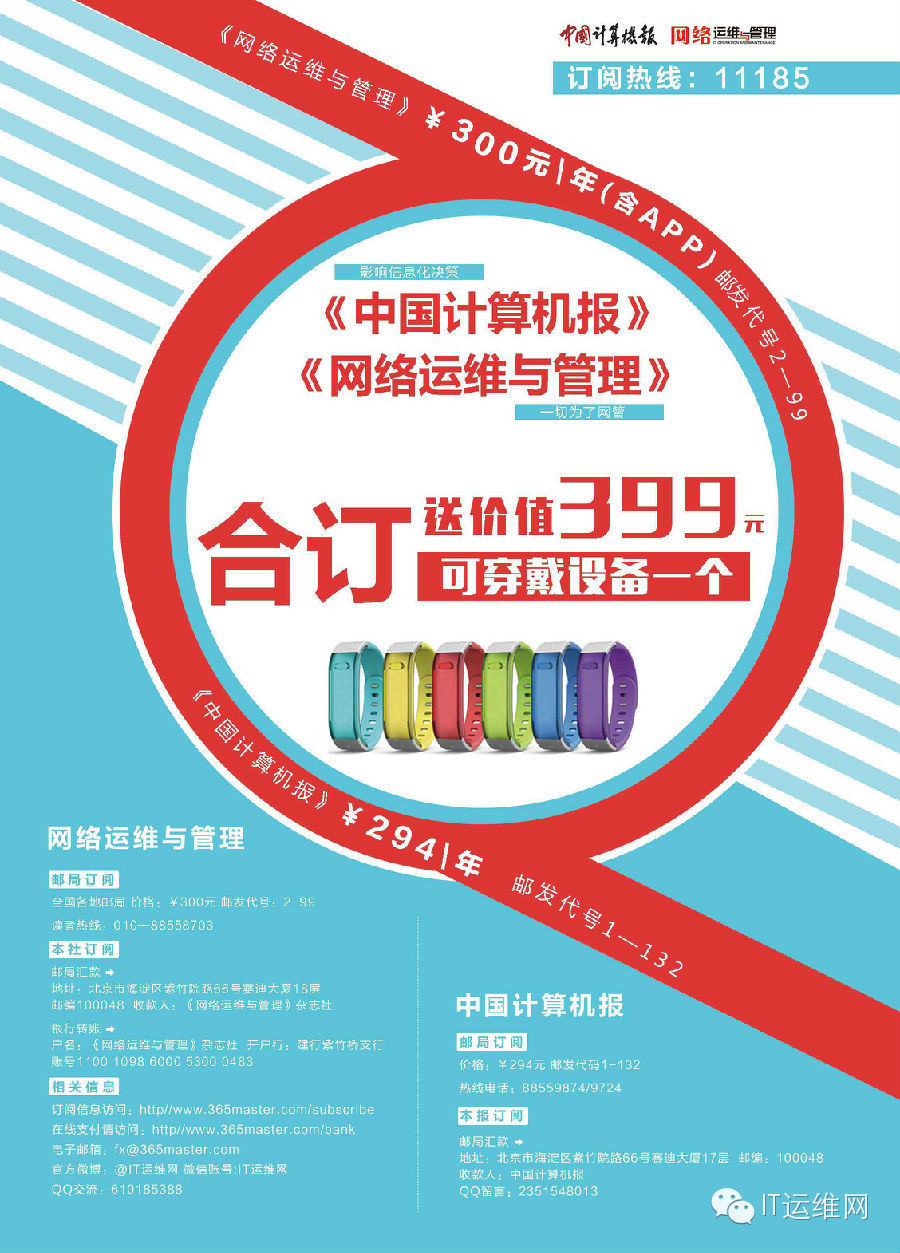 中国计算机报 网络运维与管理
IT OPERATION AND MAINTENANCE
订阅热线：11185
《网络运维与管理》￥300元\年(含APP) 邮发代号2—99
影响信息化决策
《中国计算机报》
《网络运维与管理》
一切为了网管
合订 送价值399元
可穿戴设备一个
《中国计算机报》￥294\年 邮发代号1—132
网络运维与管理
邮局订阅
全国各地邮局 价格：￥300元 邮发代号：2-99
读者热线：010—88558703
本社订阅
邮局汇款➡
地址：北京市海淀区紫竹院路66号赛迪大厦18层
邮编100048 收款人：《网络运维与管理》杂志社
银行转账➡
户名：《网络运维与管理》杂志社 开户行：建行紫竹桥支行
账号1100 1098 6000 5300 0483
相关信息
订阅信息访问：http//www.365master.com/subscribe
在线支付请访问：http//www.365master.com/bank
电子邮箱：fx@365master.com
官方微博：@IT运维网 微信账号:IT运维网
QQ交流：610185388
中国计算机报
邮局订阅
价格：￥294元 邮发代码1-132
热线电话：88559874/9724
本报订阅
邮局汇款➡
地址：北京市海淀区紫竹院路66号赛迪大厦17层 邮编：100048
收款人：中国计算机报
QQ留言：2351548013
IT运维网